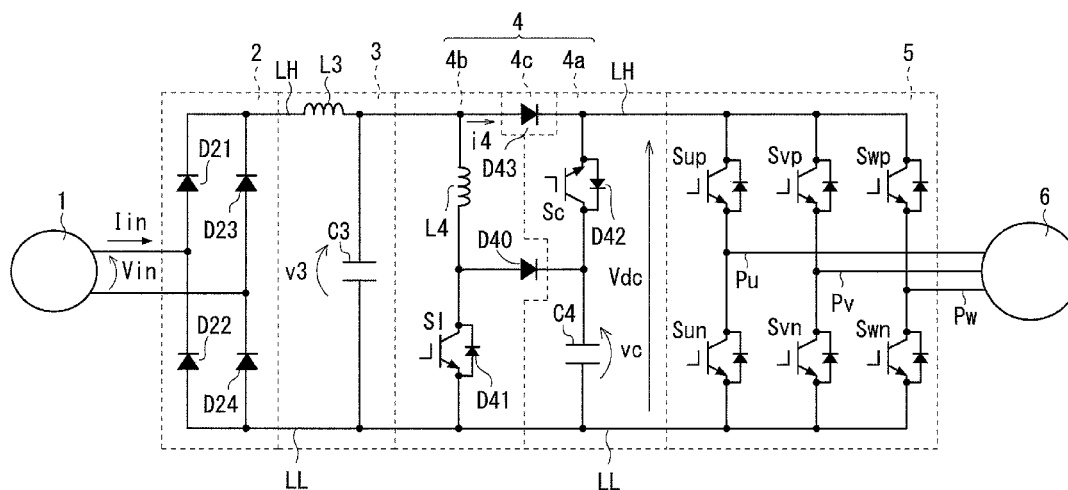 4
2 LH L3 3 4b 4c 4a LH 5
D21 i4 D43 Sup Svp Swp
1 Iin D23 L4 Sc D42 6
Vin C3 v3 D40 Vdc Pu Pv Pw
D22 Sl C4 vc Sun Svn Swn
D24 D41
LL LL